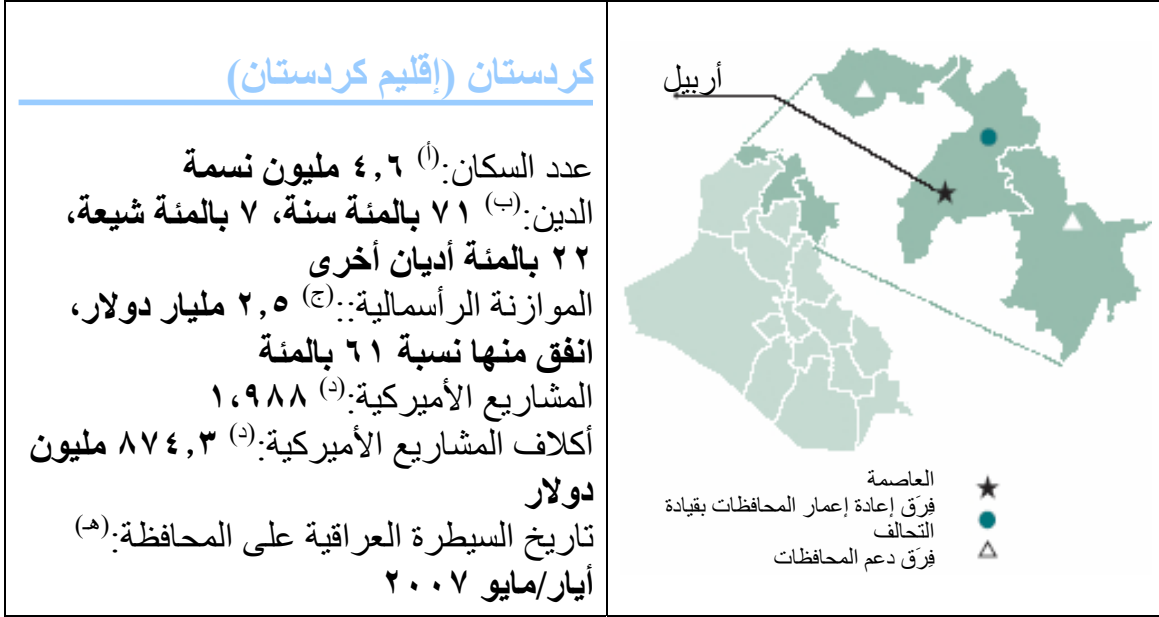 كردستان (إقليم كردستان)
عدد السكان:(أ) ٤,٦ مليون نسمة
الدين:(ب) ٧١ بالمئة سنة، ٧ بالمئة شيعة،
٢٢ بالمئة أديان أخرى
الموازنة الرأسمالية::(ج) ٢,٥ مليار دولار،
انفق منها نسبة ٦١ بالمئة
المشاريع الأميركية:(د) ١،٩٨٨
أكلاف المشاريع الأميركية:(د) ٨٧٤,٣ مليون
دولار
تاريخ السيطرة العراقية على المحافظة:(هـ)
أيار/مايو ٢٠٠٧
أربيل
العاصمة
فِرَق إعادة إعمار المحافظات بقيادة
التحالف
فِرَق دعم المحافظات